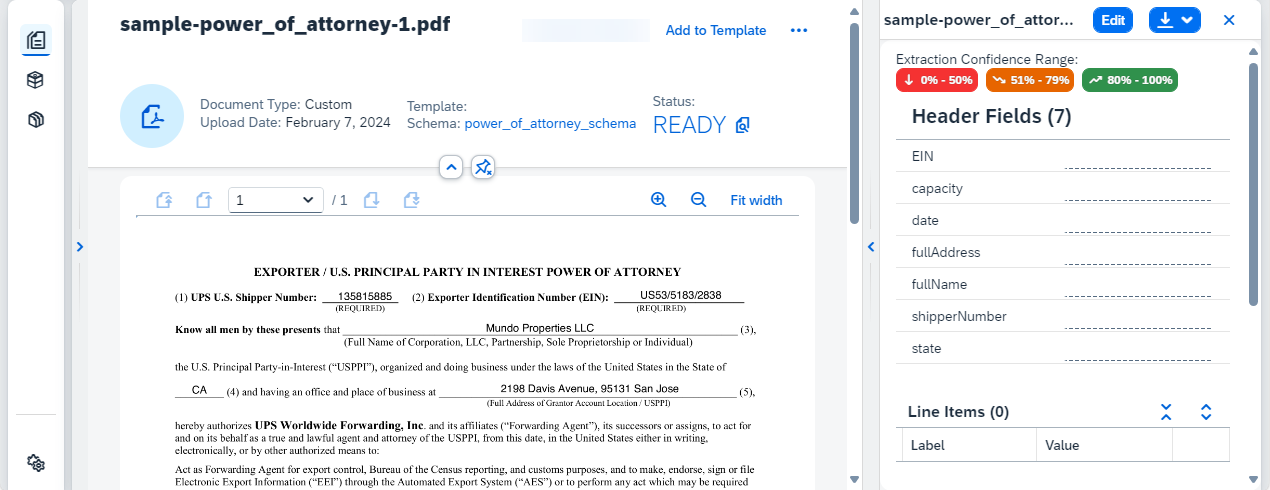 sample-power_of_attorney-1.pdf
Add to Template
Document Type: Custom
Upload Date: February 7, 2024
Template:
Schema: power_of_attorney_schema
Status:
READY
1
/ 1
Fit width
EXPORTER / U.S. PRINCIPAL PARTY IN INTEREST POWER OF ATTORNEY
(1) UPS U.S. Shipper Number: 135815885 (2) Exporter Identification Number (EIN): US53/5183/2838
(REQUIRED) (REQUIRED)
Know all men by these presents that Mundo Properties LLC (3),
(Full Name of Corporation, LLC, Partnership, Sole Proprietorship or Individual)
the U.S. Principal Party-in-Interest (“USPPI”), organized and doing business under the laws of the United States in the State of
CA (4) and having an office and place of business at 2198 Davis Avenue, 95131 San Jose (5),
(Full Address of Grantor Account Location / USPPI)
hereby authorizes UPS Worldwide Forwarding, Inc. and its affiliates (“Forwarding Agent”), its successors or assigns, to act for
and on its behalf as a true and lawful agent and attorney of the USPPI, from this date, in the United States either in writing,
electronically, or by other authorized means to:
Act as Forwarding Agent for export control, Bureau of the Census reporting, and customs purposes, and to make, endorse, sign or file
Electronic Export Information (“EEI”) through the Automated Export System (“AES”) or to perform any act which may be required
sample-power_of_attor...
Edit
Extraction Confidence Range:
0% - 50%
51% - 79%
80% - 100%
Header Fields (7)
EIN
capacity
date
fullAddress
fullName
shipperNumber
state
Line Items (0)
Label Value